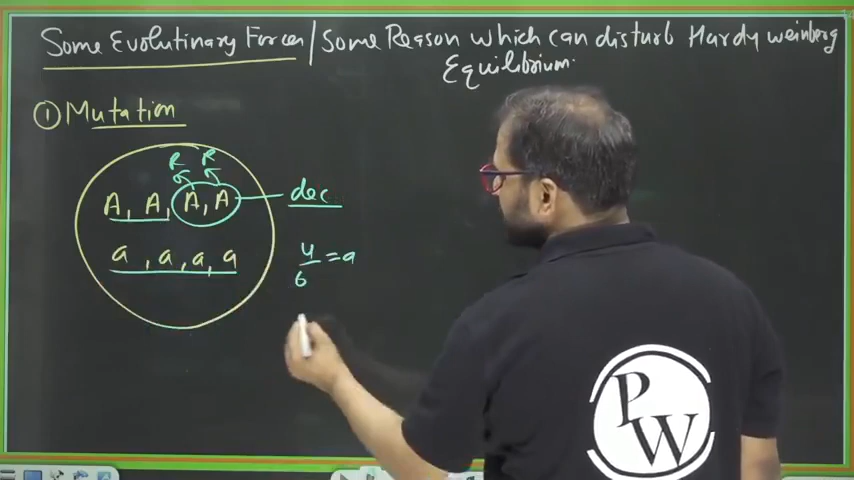 Some Evolutinary Forces / Some Reason which can disturb Hardy weinberg
Equilibrium.
① Mutation
R R
A, A, A, A
dec
a, a, a, a
4/6 = a
PW